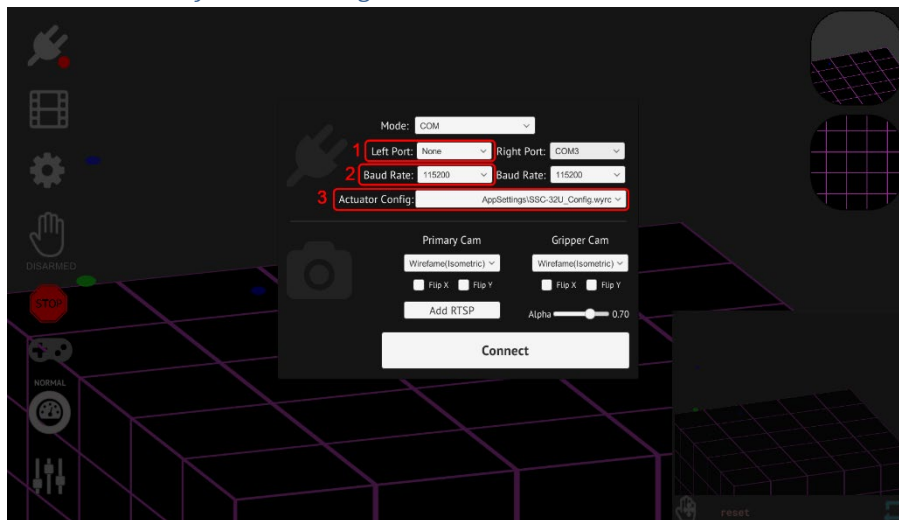 Mode: COM
1 Left Port: None Right Port: COM3
2 Baud Rate: 115200 Baud Rate: 115200
3 Actuator Config: AppSettings\SSC-32U_Config.wyrc
Primary Cam Gripper Cam
Wirefame(Isometric) Wirefame(Isometric)
Flip X Flip Y Flip X Flip Y
Add RTSP Alpha 0.70
Connect
DISARMED
STOP
NORMAL
reset